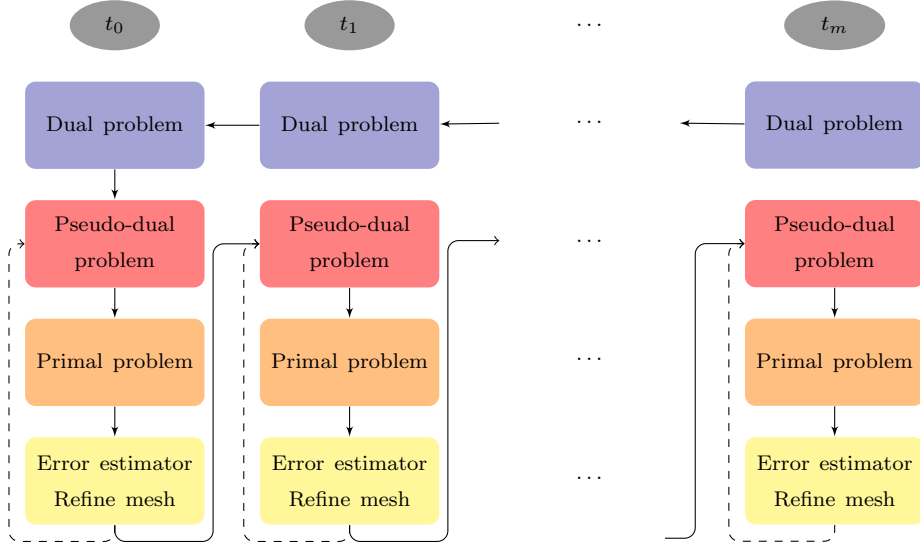 t₀ t₁ ··· tₘ
Dual problem Dual problem ··· Dual problem
Pseudo-dual Pseudo-dual Pseudo-dual
problem problem ··· problem
Primal problem Primal problem ··· Primal problem
Error estimator Error estimator Error estimator
Refine mesh Refine mesh ··· Refine mesh